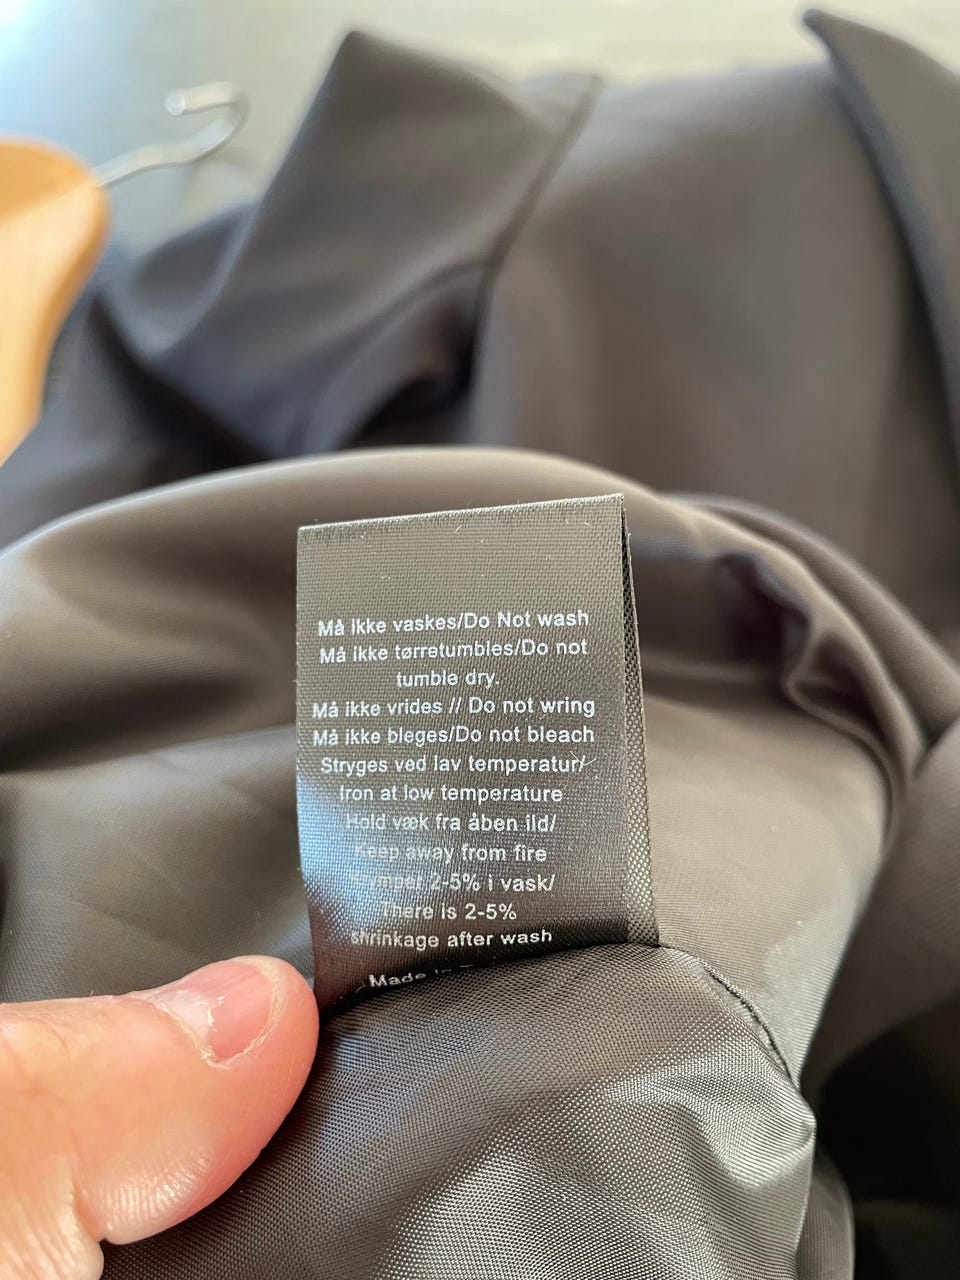 Må ikke vaskes/Do Not wash
Må ikke tørretumbles/Do not
tumble dry.
Må ikke vrides // Do not wring
Må ikke bleges/Do not bleach
Stryges ved lav temperatur/
Iron at low temperature
Hold væk fra åben ild/
Keep away from fire
2-5% i vask/
There is 2-5%
shrinkage after wash
Made in